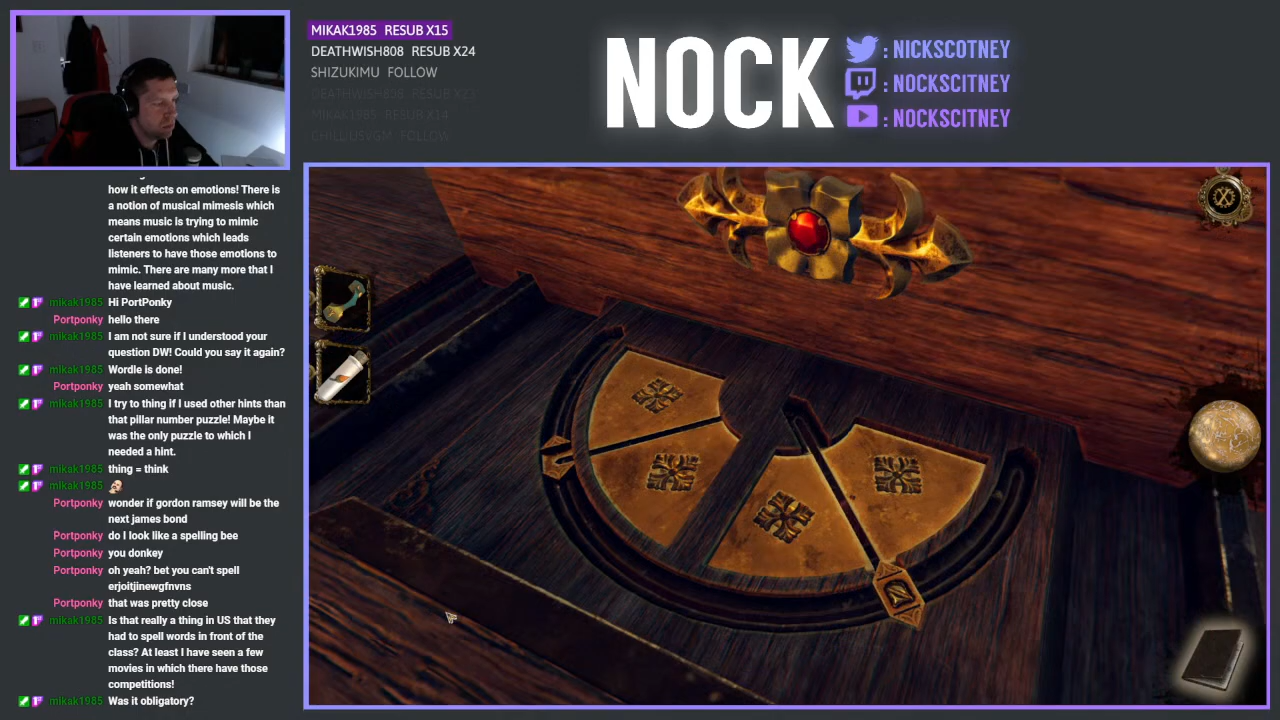 MIKAK1985 RESUB X15
DEATHWISH808 RESUB X24
SHIZUKIMU FOLLOW
MIKAK1985 RESUB X14
CHILLIUSVGM FOLLOW
NOCK
: NICKSCOTNEY
: NOCKSCITNEY
: NOCKSCITNEY
how it effects on emotions! There is
a notion of musical mimesis which
means music is trying to mimic
certain emotions which leads
listeners to have those emotions to
mimic. There are many more that I
have learned about music.
mikak1985 Hi PortPonky
Portponky hello there
mikak1985 I am not sure if I understood your
question DW! Could you say it again?
mikak1985 Wordle is done!
Portponky yeah somewhat
mikak1985 I try to thing if I used other hints than
that pillar number puzzle! Maybe it
was the only puzzle to which I
needed a hint.
mikak1985 thing = think
mikak1985
Portponky wonder if gordon ramsey will be the
next james bond
Portponky do I look like a spelling bee
Portponky you donkey
Portponky oh yeah? bet you can't spell
erjoitjinewgfnvns
Portponky that was pretty close
mikak1985 Is that really a thing in US that they
had to spell words in front of the
class? At least I have seen a few
movies in which there have those
competitions!
mikak1985 Was it obligatory?